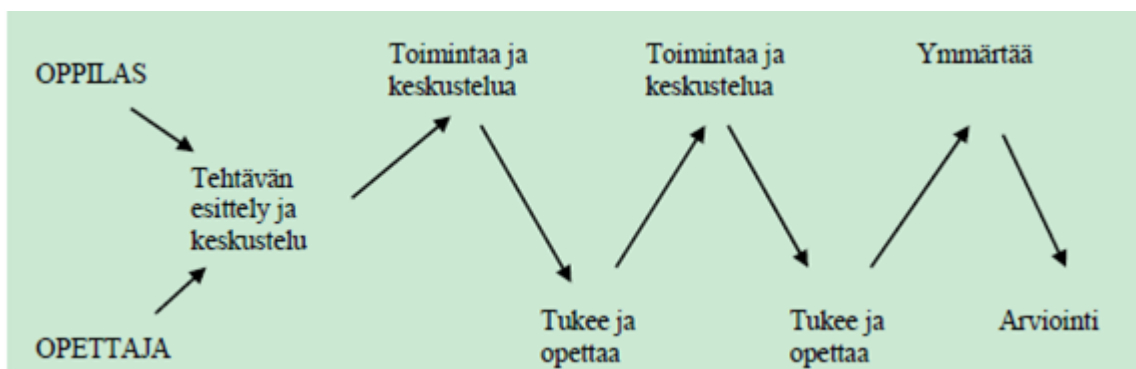 OPPILAS
Tehtävän
esittely ja
keskustelu
OPETTAJA
Toimintaa ja
keskustelua
Tukee ja
opettaa
Toimintaa ja
keskustelua
Tukee ja
opettaa
Ymmärtää
Arviointi